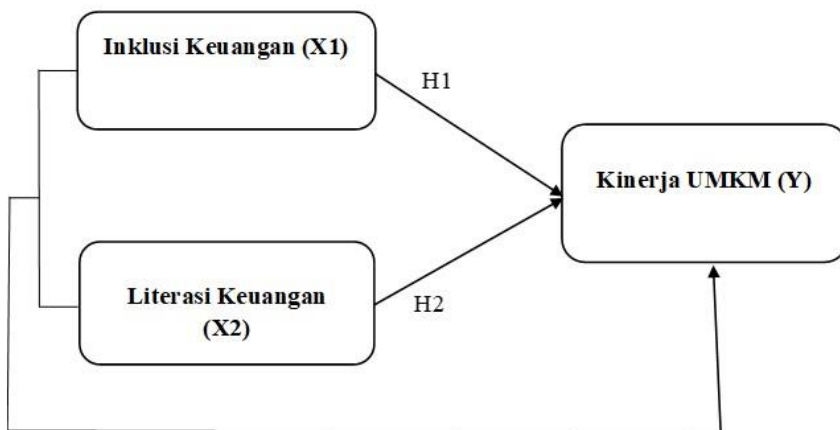 Inklusi Keuangan (X1)
H1
Kinerja UMKM (Y)
Literasi Keuangan
(X2)
H2